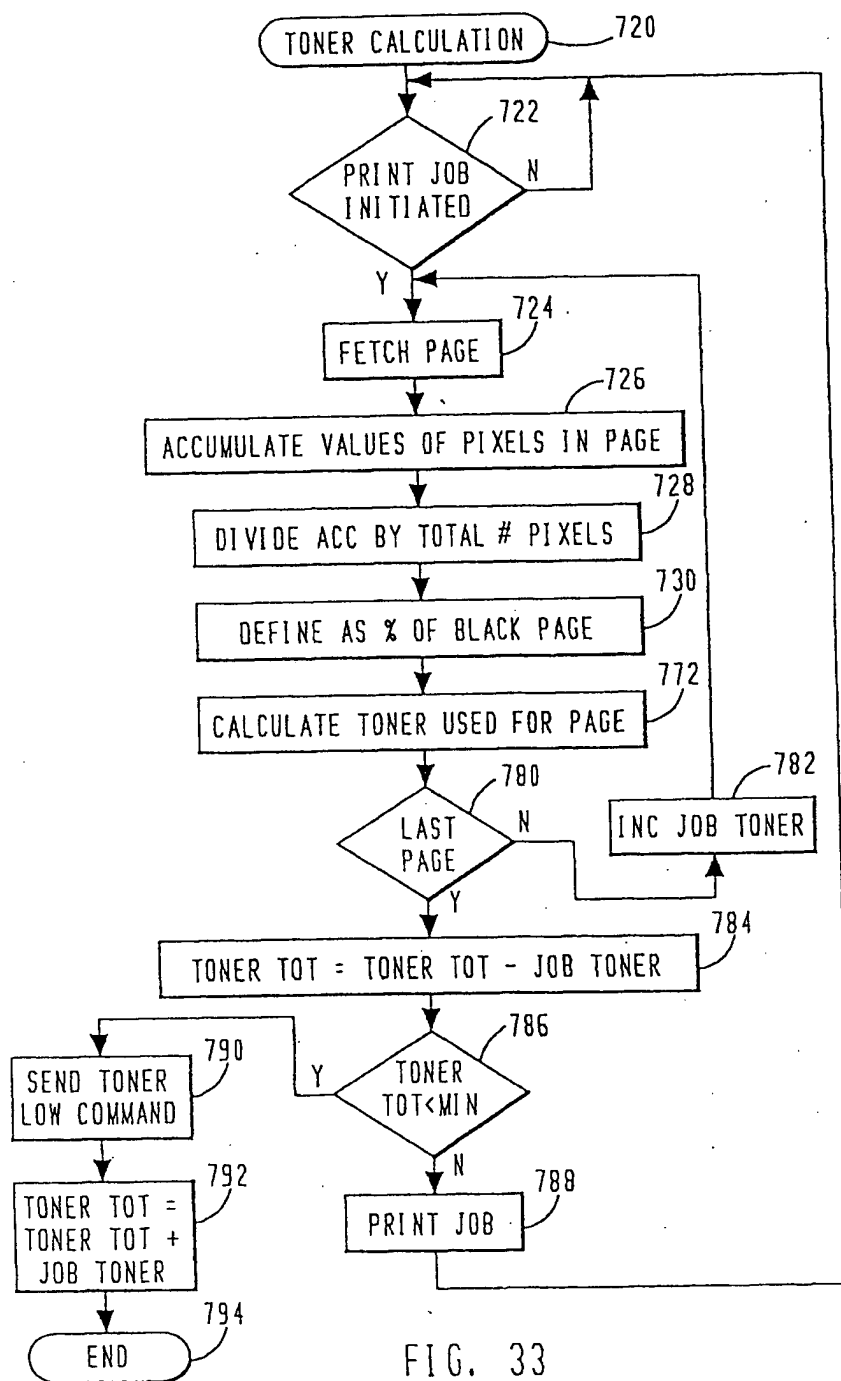 TONER CALCULATION
720
722
PRINT JOB
INITIATED
N
Y
724
FETCH PAGE
726
ACCUMULATE VALUES OF PIXELS IN PAGE
728
DIVIDE ACC BY TOTAL # PIXELS
730
DEFINE AS % OF BLACK PAGE
772
CALCULATE TONER USED FOR PAGE
780
LAST
PAGE
N
782
INC JOB TONER
Y
784
TONER TOT = TONER TOT - JOB TONER
786
TONER
TOT<MIN
Y
790
SEND TONER
LOW COMMAND
N
788
PRINT JOB
792
TONER TOT =
TONER TOT +
JOB TONER
794
END
FIG. 33